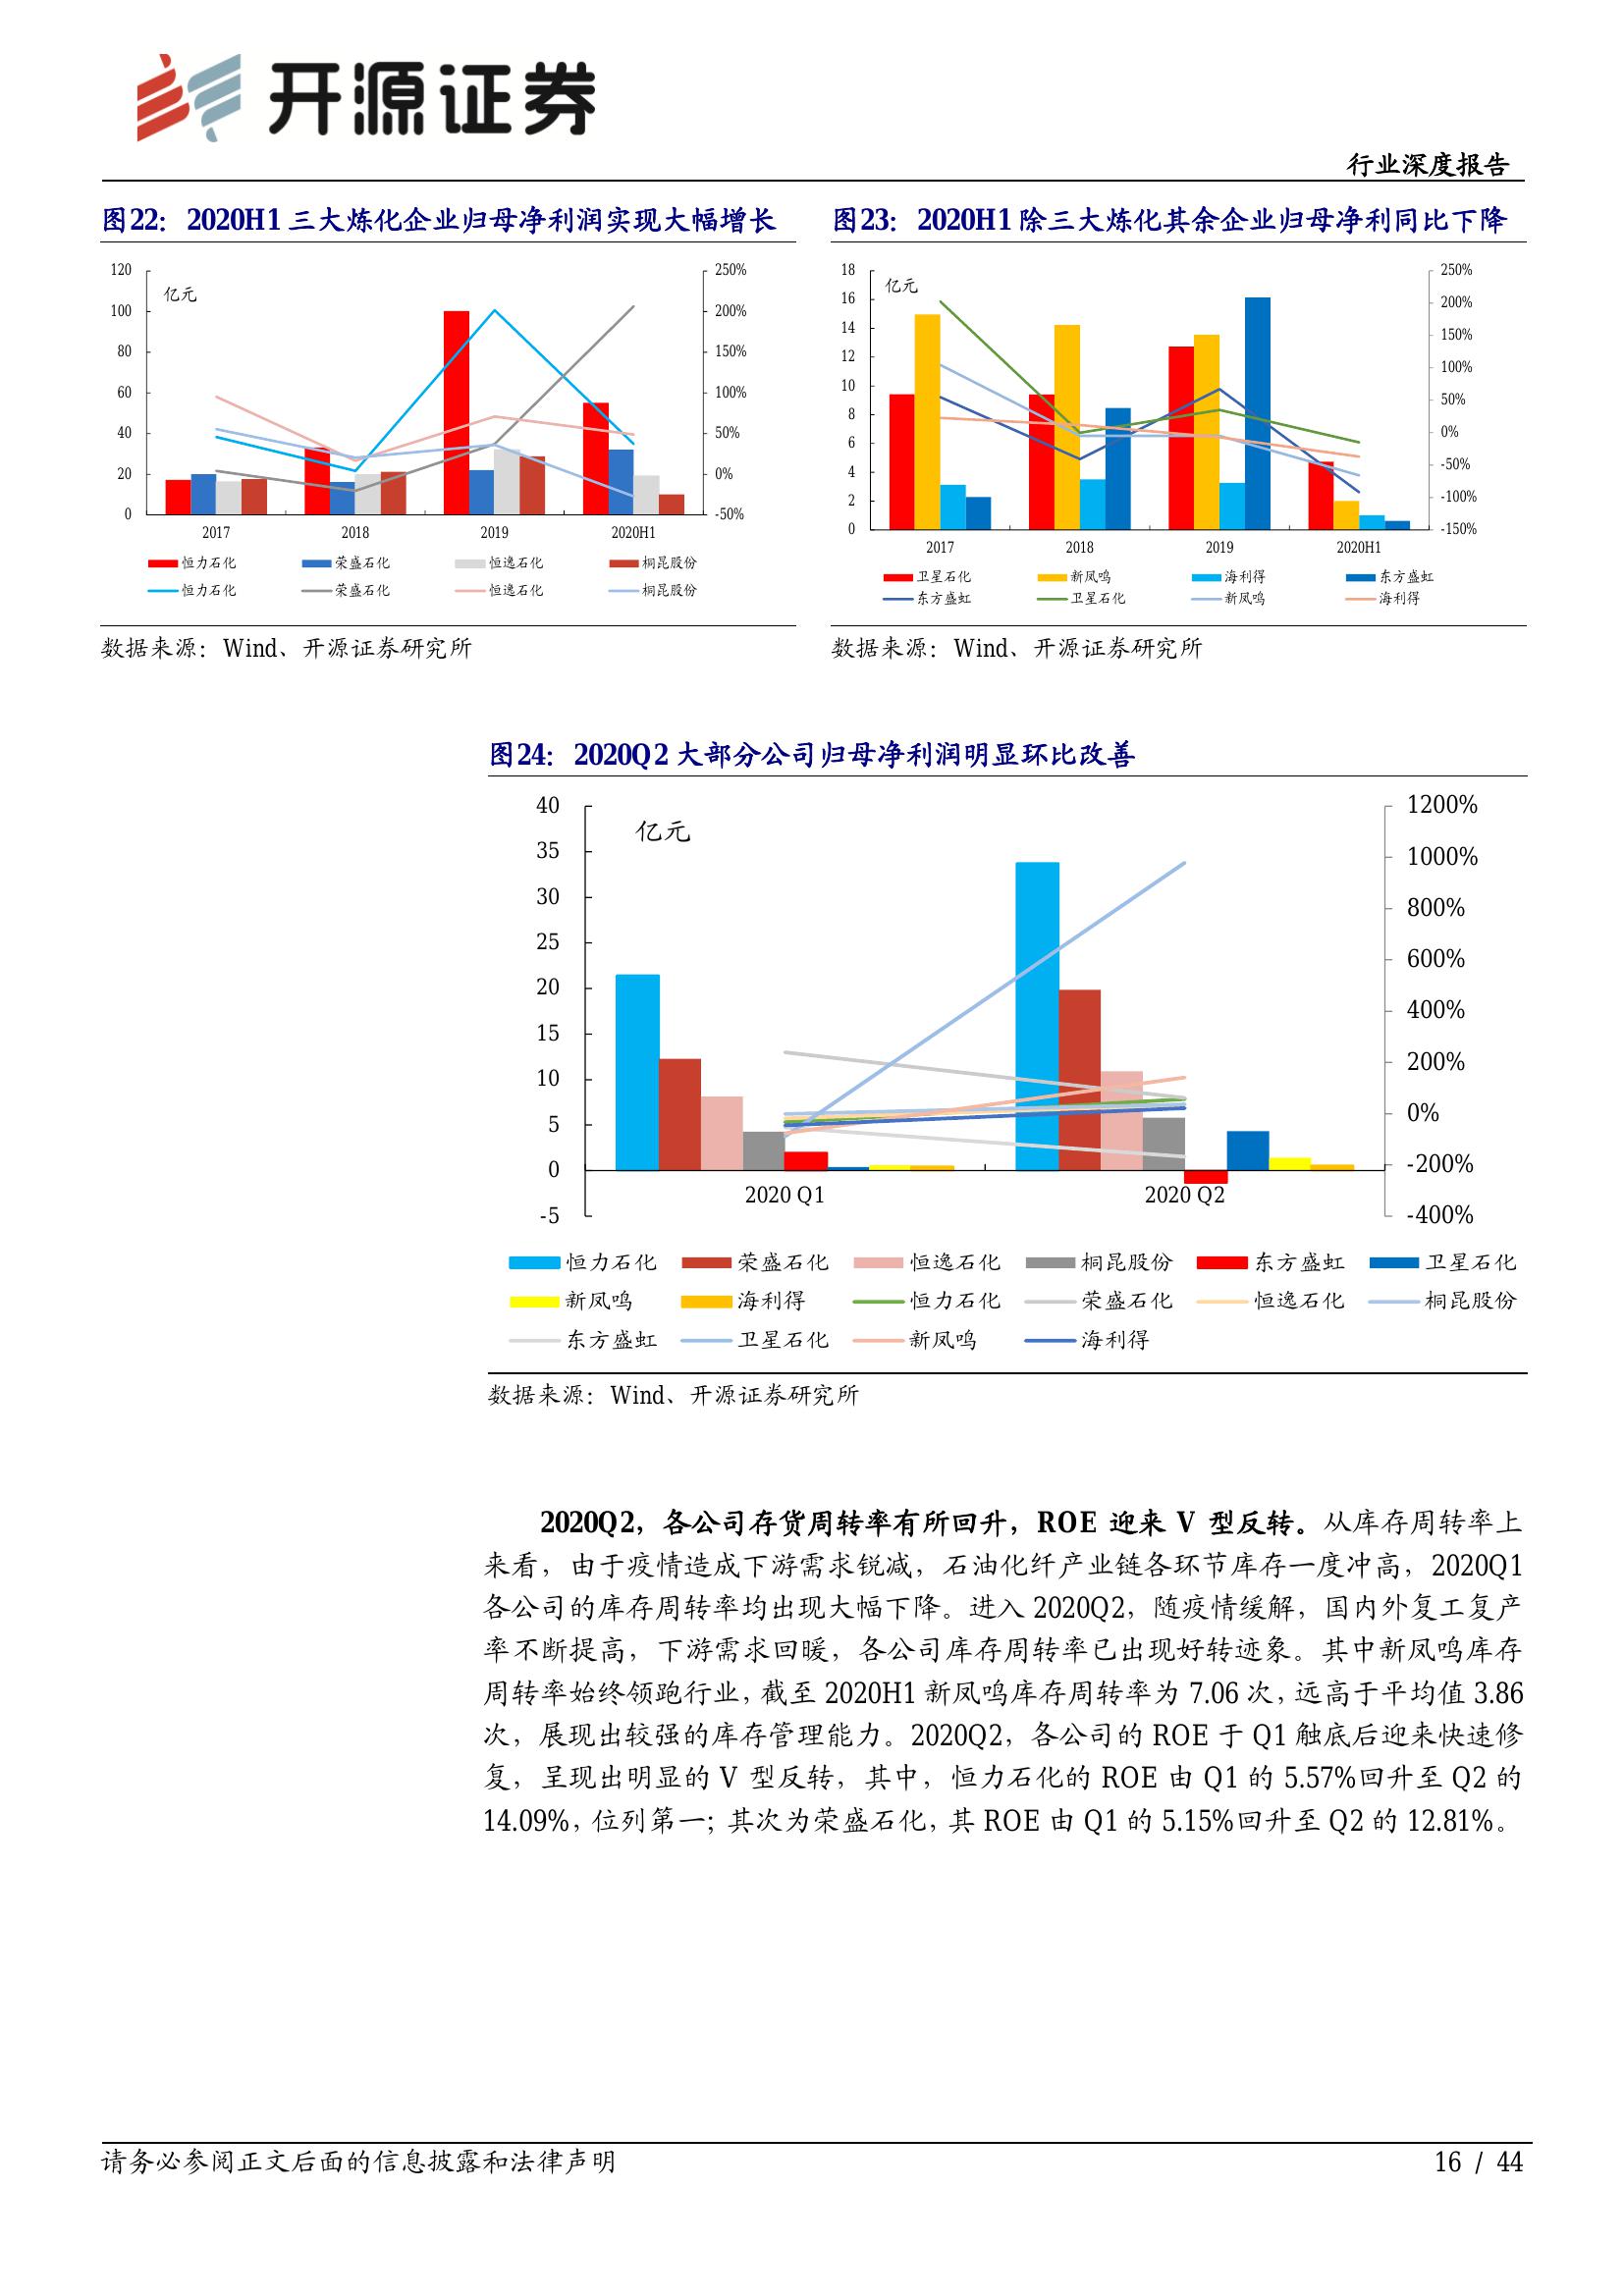 开源证券
行业深度报告
图22： 2020H1 三大炼化企业归母净利润实现大幅增长
120
100
80
60
40
20
0
亿元
250%
200%
150%
100%
50%
0%
-50%
2017 2018 2019 2020H1
恒力石化 荣盛石化 恒逸石化 桐昆股份
恒力石化 荣盛石化 恒逸石化 桐昆股份
数据来源：Wind、开源证券研究所
图23： 2020H1 除三大炼化其余企业归母净利同比下降
18
16
14
12
10
8
6
4
2
0
亿元
250%
200%
150%
100%
50%
0%
-50%
-100%
-150%
2017 2018 2019 2020H1
卫星石化 新凤鸣 海利得 东方盛虹
东方盛虹 卫星石化 新凤鸣 海利得
数据来源：Wind、开源证券研究所
图24： 2020Q2 大部分公司归母净利润明显环比改善
40
35
30
25
20
15
10
5
0
-5
亿元
1200%
1000%
800%
600%
400%
200%
0%
-200%
-400%
2020 Q1 2020 Q2
恒力石化 荣盛石化 恒逸石化 桐昆股份 东方盛虹 卫星石化
新凤鸣 海利得 恒力石化 荣盛石化 恒逸石化 桐昆股份
东方盛虹 卫星石化 新凤鸣 海利得
数据来源：Wind、开源证券研究所
2020Q2，各公司存货周转率有所回升，ROE 迎来 V 型反转。从库存周转率上
来看，由于疫情造成下游需求锐减，石油化纤产业链各环节库存一度冲高，2020Q1
各公司的库存周转率均出现大幅下降。进入 2020Q2，随疫情缓解，国内外复工复产
率不断提高，下游需求回暖，各公司库存周转率已出现好转迹象。其中新凤鸣库存
周转率始终领跑行业，截至 2020H1 新凤鸣库存周转率为 7.06 次，远高于平均值 3.86
次，展现出较强的库存管理能力。2020Q2，各公司的 ROE 于 Q1 触底后迎来快速修
复，呈现出明显的 V 型反转，其中，恒力石化的 ROE 由 Q1 的 5.57%回升至 Q2 的
14.09%，位列第一；其次为荣盛石化，其 ROE 由 Q1 的 5.15%回升至 Q2 的 12.81%。
请务必参阅正文后面的信息披露和法律声明
16 / 44